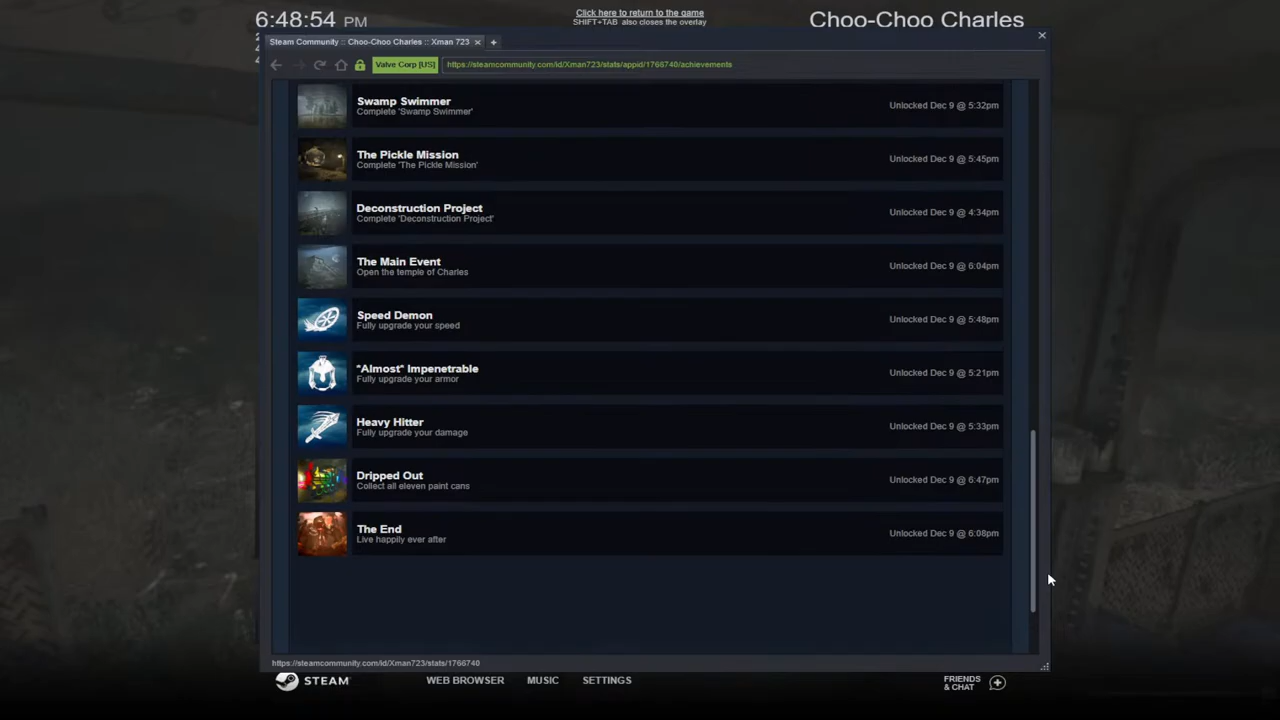 6:48:54 PM
Click here to return to the game
SHIFT+TAB also closes the overlay
Choo-Choo Charles
Steam Community :: Choo-Choo Charles :: Xman 723
Valve Corp [US]
https://steamcommunity.com/id/Xman723/stats/appid/1766740/achievements
Swamp Swimmer
Complete 'Swamp Swimmer'
Unlocked Dec 9 @ 5:32pm
The Pickle Mission
Complete 'The Pickle Mission'
Unlocked Dec 9 @ 5:45pm
Deconstruction Project
Complete 'Deconstruction Project'
Unlocked Dec 9 @ 4:34pm
The Main Event
Open the temple of Charles
Unlocked Dec 9 @ 6:04pm
Speed Demon
Fully upgrade your speed
Unlocked Dec 9 @ 5:48pm
"Almost" Impenetrable
Fully upgrade your armor
Unlocked Dec 9 @ 5:21pm
Heavy Hitter
Fully upgrade your damage
Unlocked Dec 9 @ 5:33pm
Dripped Out
Collect all eleven paint cans
Unlocked Dec 9 @ 6:47pm
The End
Live happily ever after
Unlocked Dec 9 @ 6:08pm
https://steamcommunity.com/id/Xman723/stats/1766740
STEAM
WEB BROWSER
MUSIC
SETTINGS
FRIENDS
& CHAT